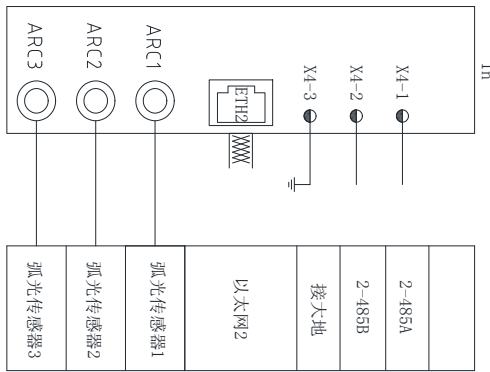 1n
X4-1
X4-2
X4-3
ETH2
ARC1
ARC2
ARC3
2-485A
2-485B
接大地
以太网2
弧光传感器1
弧光传感器2
弧光传感器3